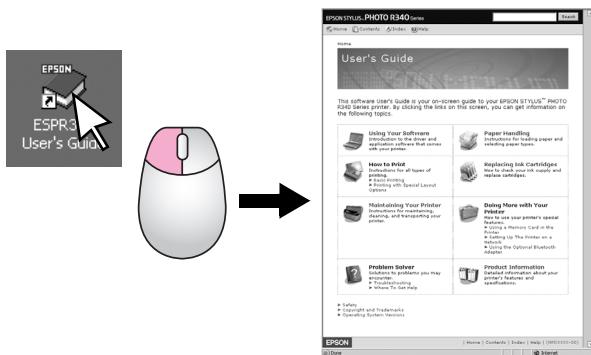 EPSON
ESPR3
User's Guide
EPSON STYLUS™ PHOTO R340 Series
Search
Home Contents Index Help
Home
User's Guide
This software User's Guide is your on-screen guide to your EPSON STYLUS™ PHOTO
R340 Series printer. By clicking the links on this screen, you can get information on
the following topics.
Using Your Software
Introduction to the driver and
application software that comes
with your printer.
Paper Handling
Instructions for loading paper and
selecting paper types.
How to Print
Instructions for all types of
printing.
Basic Printing
Printing with Special Layout
Options
Replacing Ink Cartridges
How to check your ink supply and
replace cartridges.
Maintaining Your Printer
Instructions for maintaining,
cleaning, and transporting your
printer.
Doing More with Your
Printer
How to use your printer's special
features.
Using a Memory Card in the
Printer
Setting Up The Printer on a
Network
Using the Optional Bluetooth
Adapter
Problem Solver
Solutions to problems you may
encounter.
Troubleshooting
Where To Get Help
Product Information
Detailed information about your
printer's features and
specifications.
Safety
Copyright and Trademarks
Operating System Versions
EPSON
| Home | Contents | Index | Help |
Done
Internet